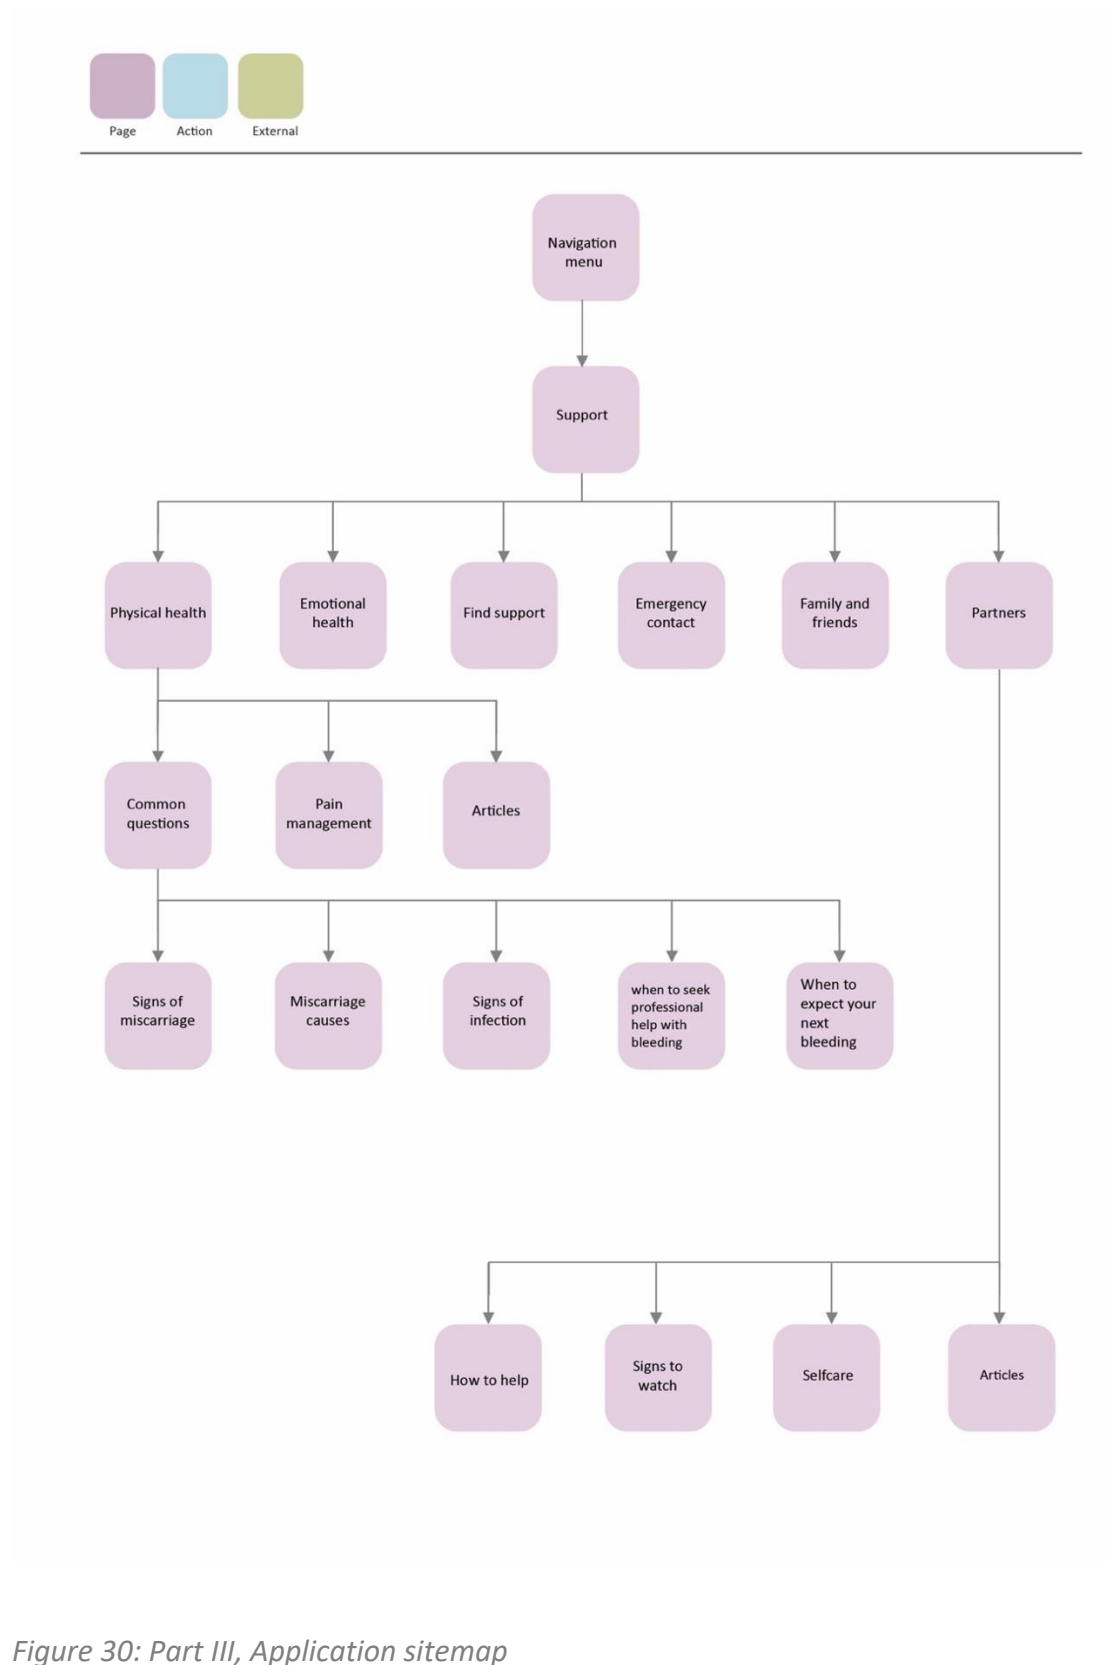 Page
Action
External
Navigation
menu
Support
Physical health
Emotional
health
Find support
Emergency
contact
Family and
friends
Partners
Common
questions
Pain
management
Articles
Signs of
miscarriage
Miscarriage
causes
Signs of
infection
when to seek
professional
help with
bleeding
When to
expect your
next
bleeding
How to help
Signs to
watch
Selfcare
Articles
Figure 30: Part III, Application sitemap